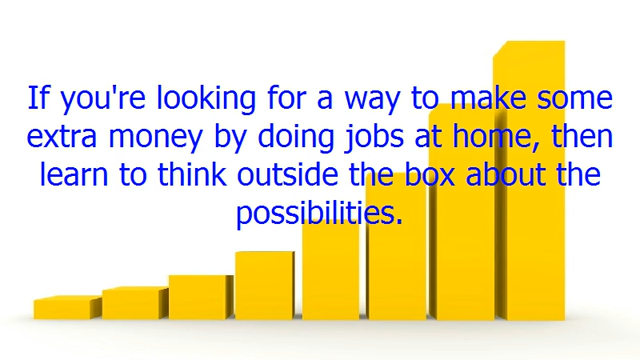 If you're looking for a way to make some
extra money by doing jobs at home, then
learn to think outside the box about the
possibilities.